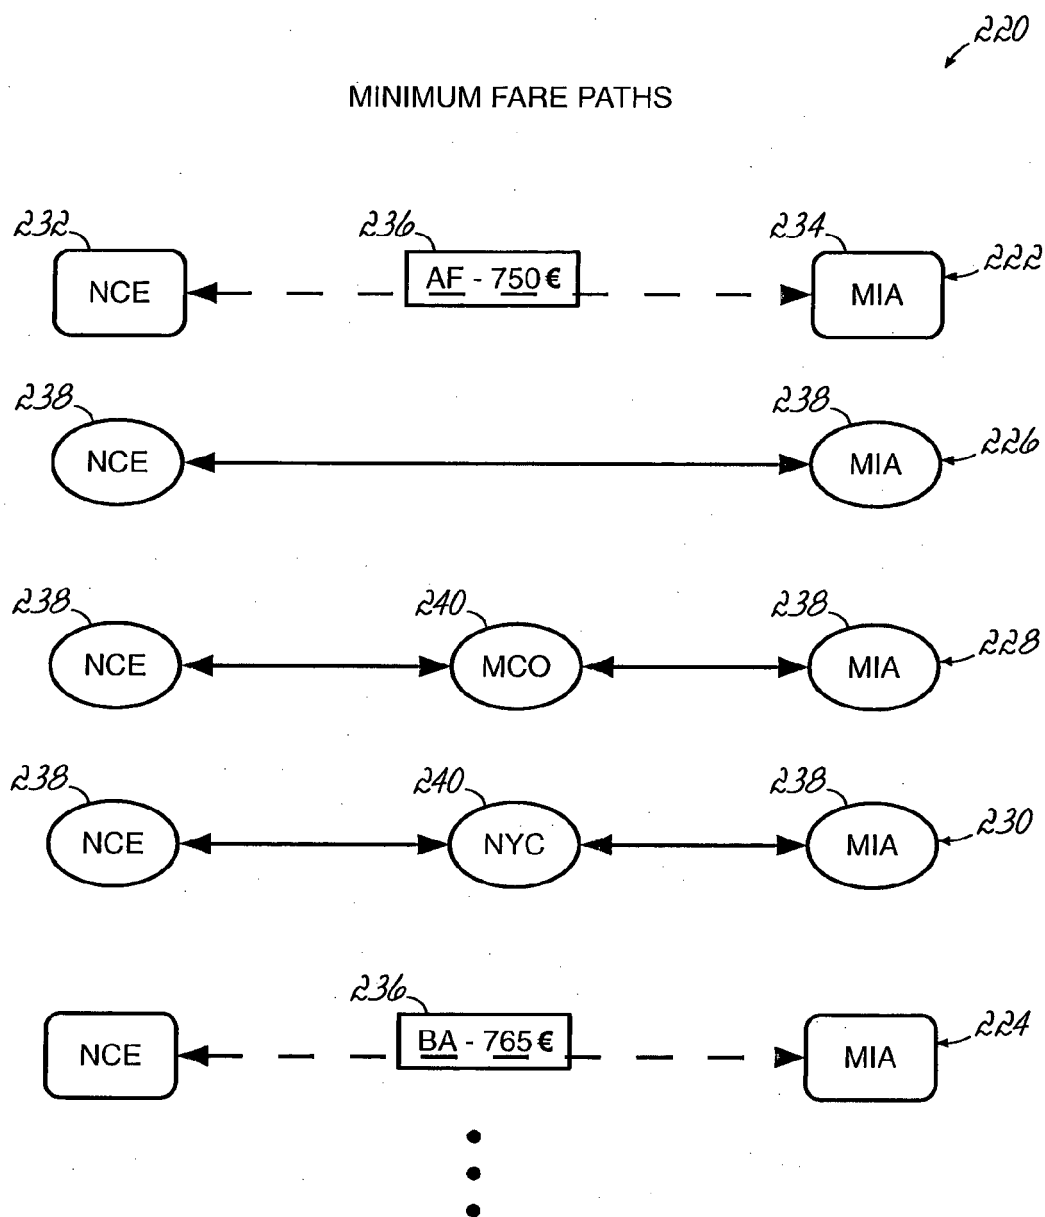 220
MINIMUM FARE PATHS
232 236 234
NCE AF - 750 € MIA 222
238 238
NCE MIA 226
238 240 238
NCE MCO MIA 228
238 240 238
NCE NYC MIA 230
236
NCE BA - 765 € MIA 224